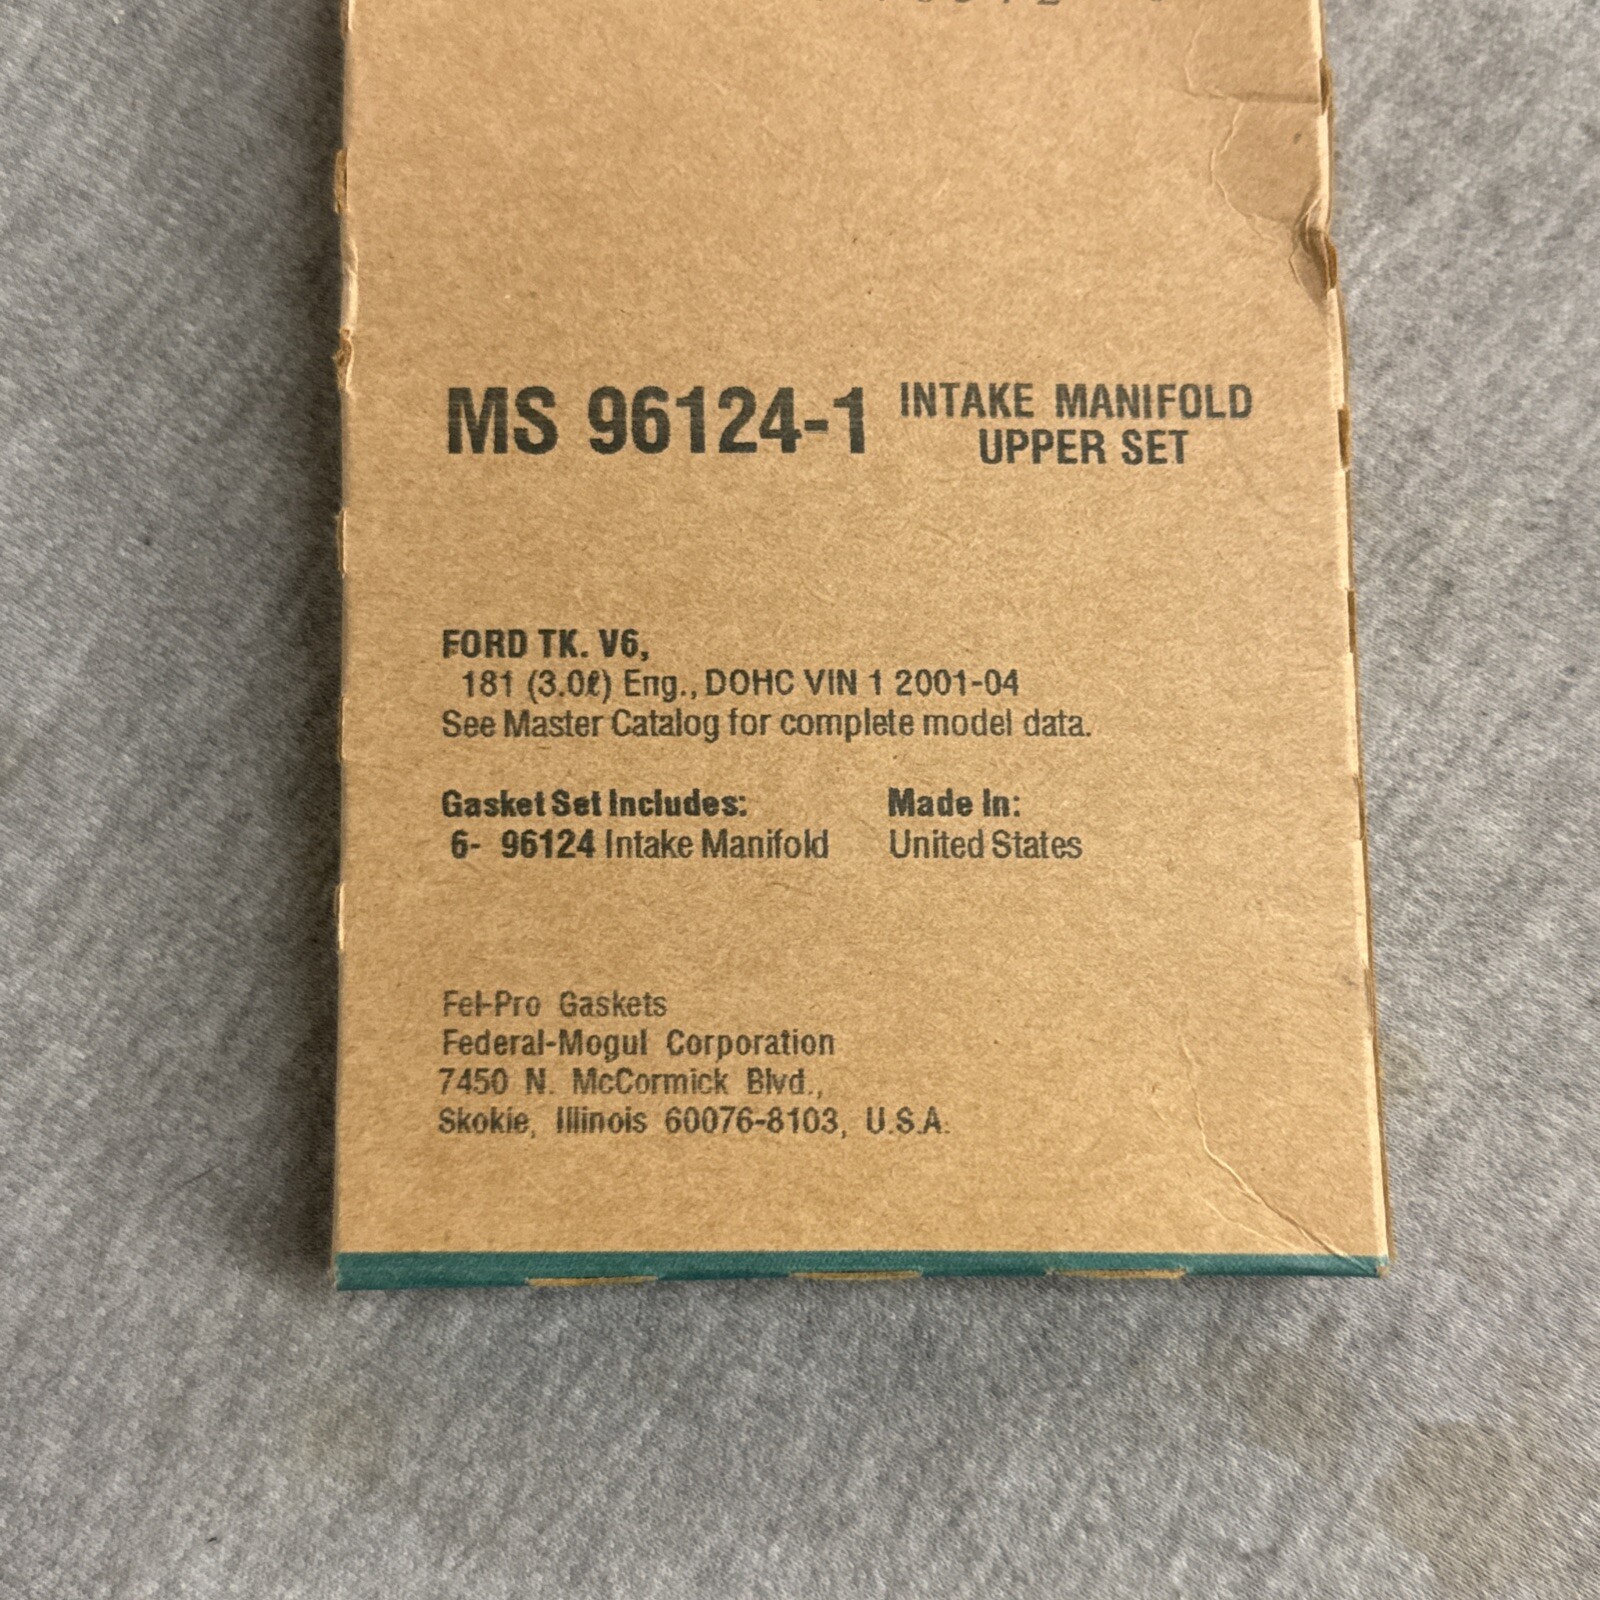 MS 96124-1 INTAKE MANIFOLD
UPPER SET
FORD TK. V6,
181 (3.0ℓ) Eng., DOHC VIN 1 2001-04
See Master Catalog for complete model data.
Gasket Set Includes: Made In:
6- 96124 Intake Manifold United States
Fel-Pro Gaskets
Federal-Mogul Corporation
7450 N. McCormick Blvd.,
Skokie, Illinois 60076-8103, U.S.A.